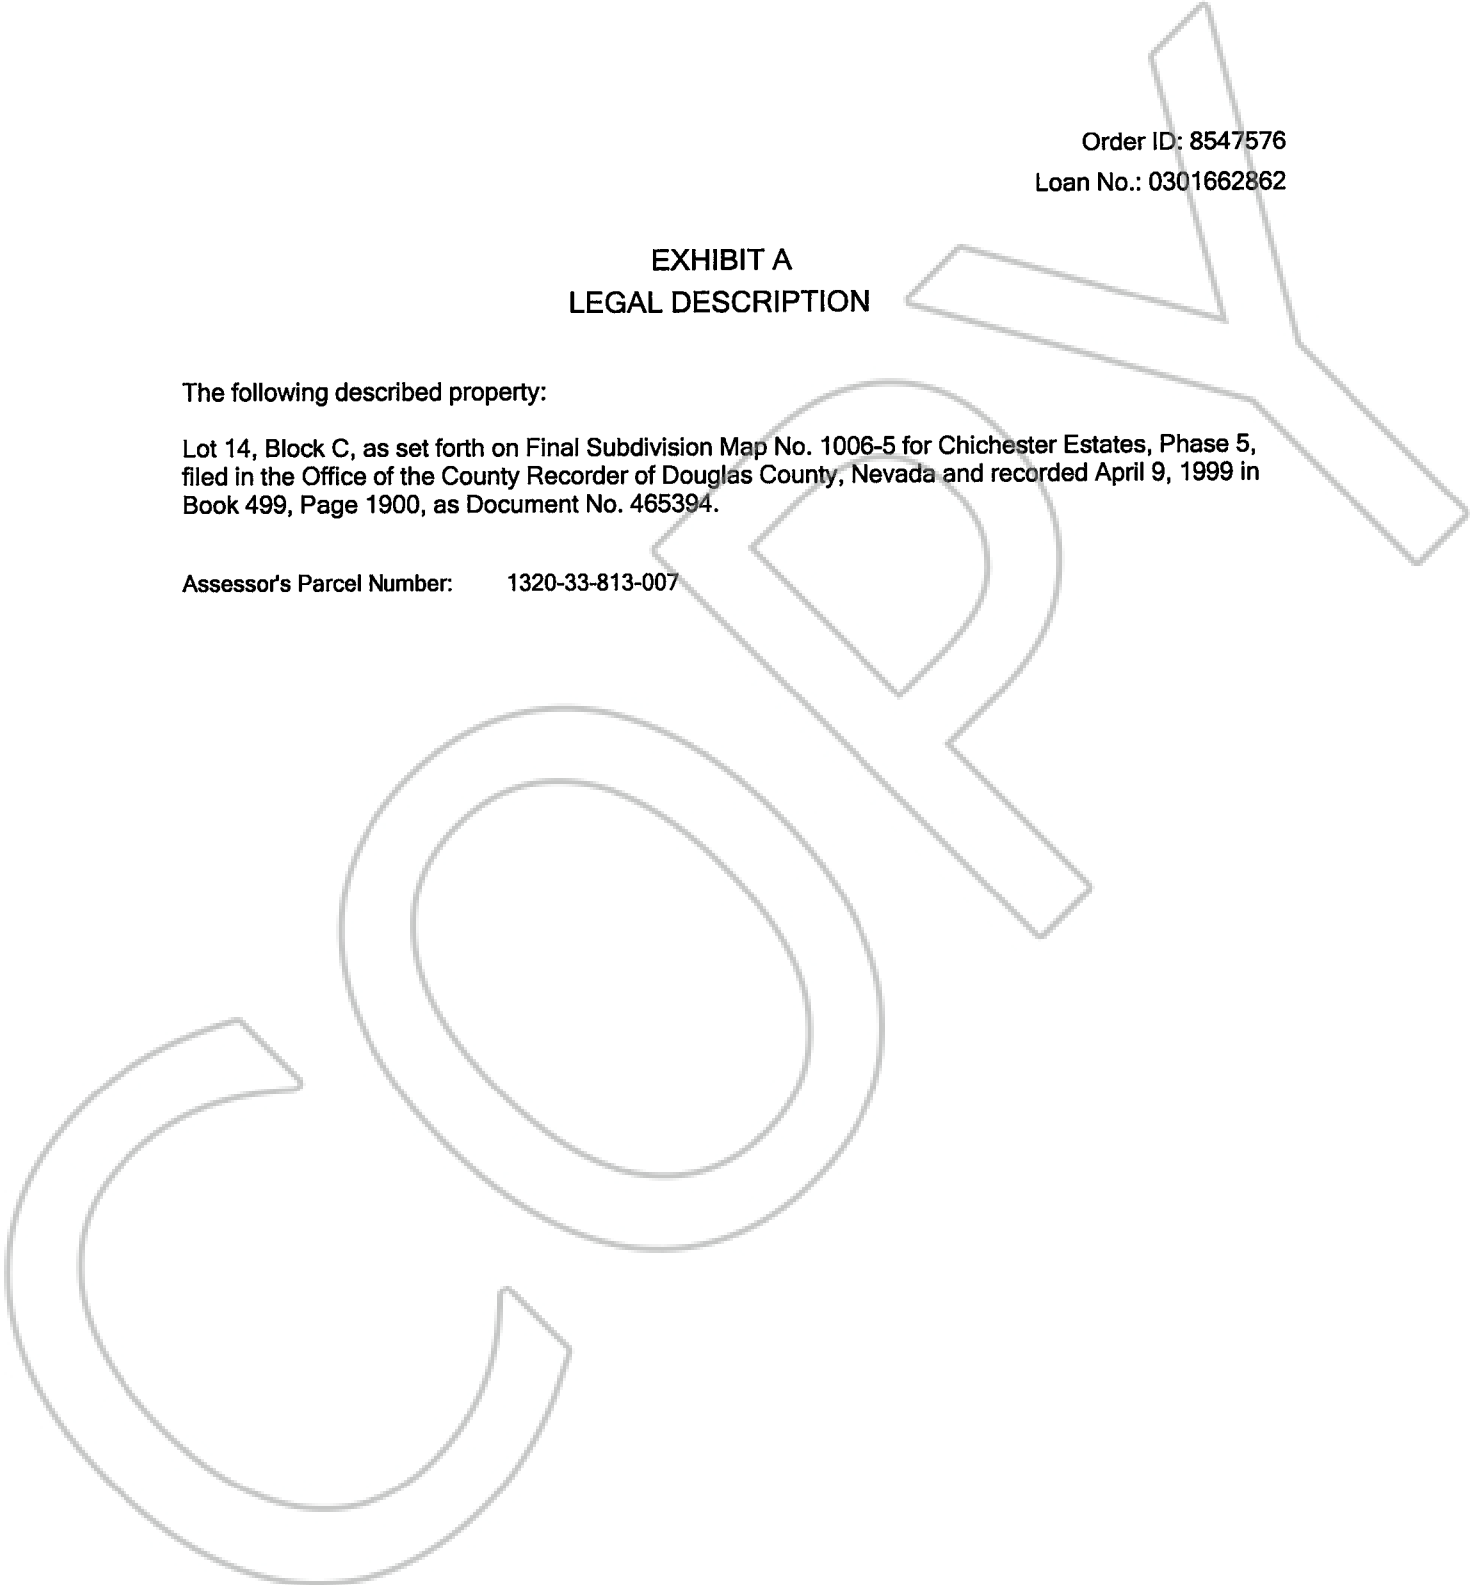 Order ID: 8547576
Loan No.: 0301662862
EXHIBIT A
LEGAL DESCRIPTION
The following described property:
Lot 14, Block C, as set forth on Final Subdivision Map No. 1006-5 for Chichester Estates, Phase 5,
filed in the Office of the County Recorder of Douglas County, Nevada and recorded April 9, 1999 in
Book 499, Page 1900, as Document No. 465394.
Assessor's Parcel Number: 1320-33-813-007
COPY